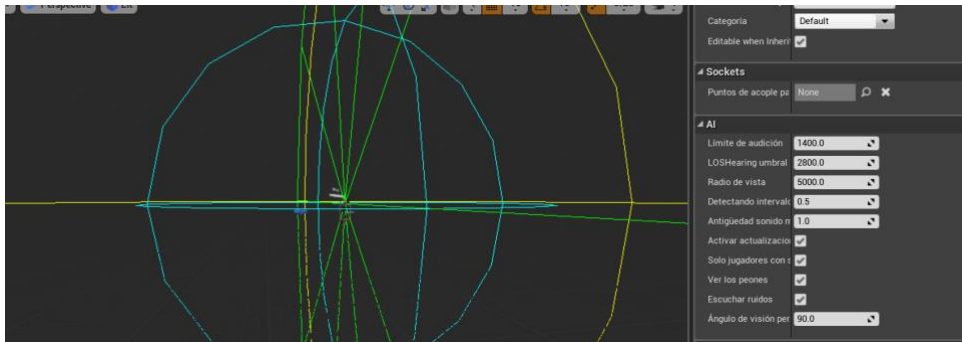 Perspective Lit
Categoría Default
Editable when Inheri
Sockets
Puntos de acople pa None
AI
Límite de audición 1400.0
LOSHearing umbral 2800.0
Radio de vista 5000.0
Detectando intervalo 0.5
Antigüedad sonido m 1.0
Activar actualizacion
Solo jugadores con s
Ver los peones
Escuchar ruidos
Ángulo de visión per 90.0